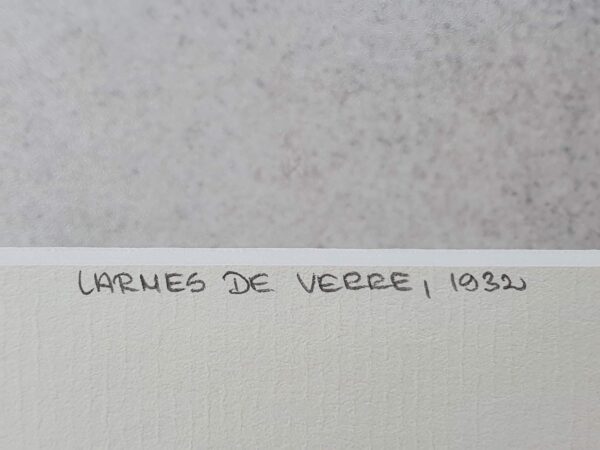 LARMES DE VERRE, 1932